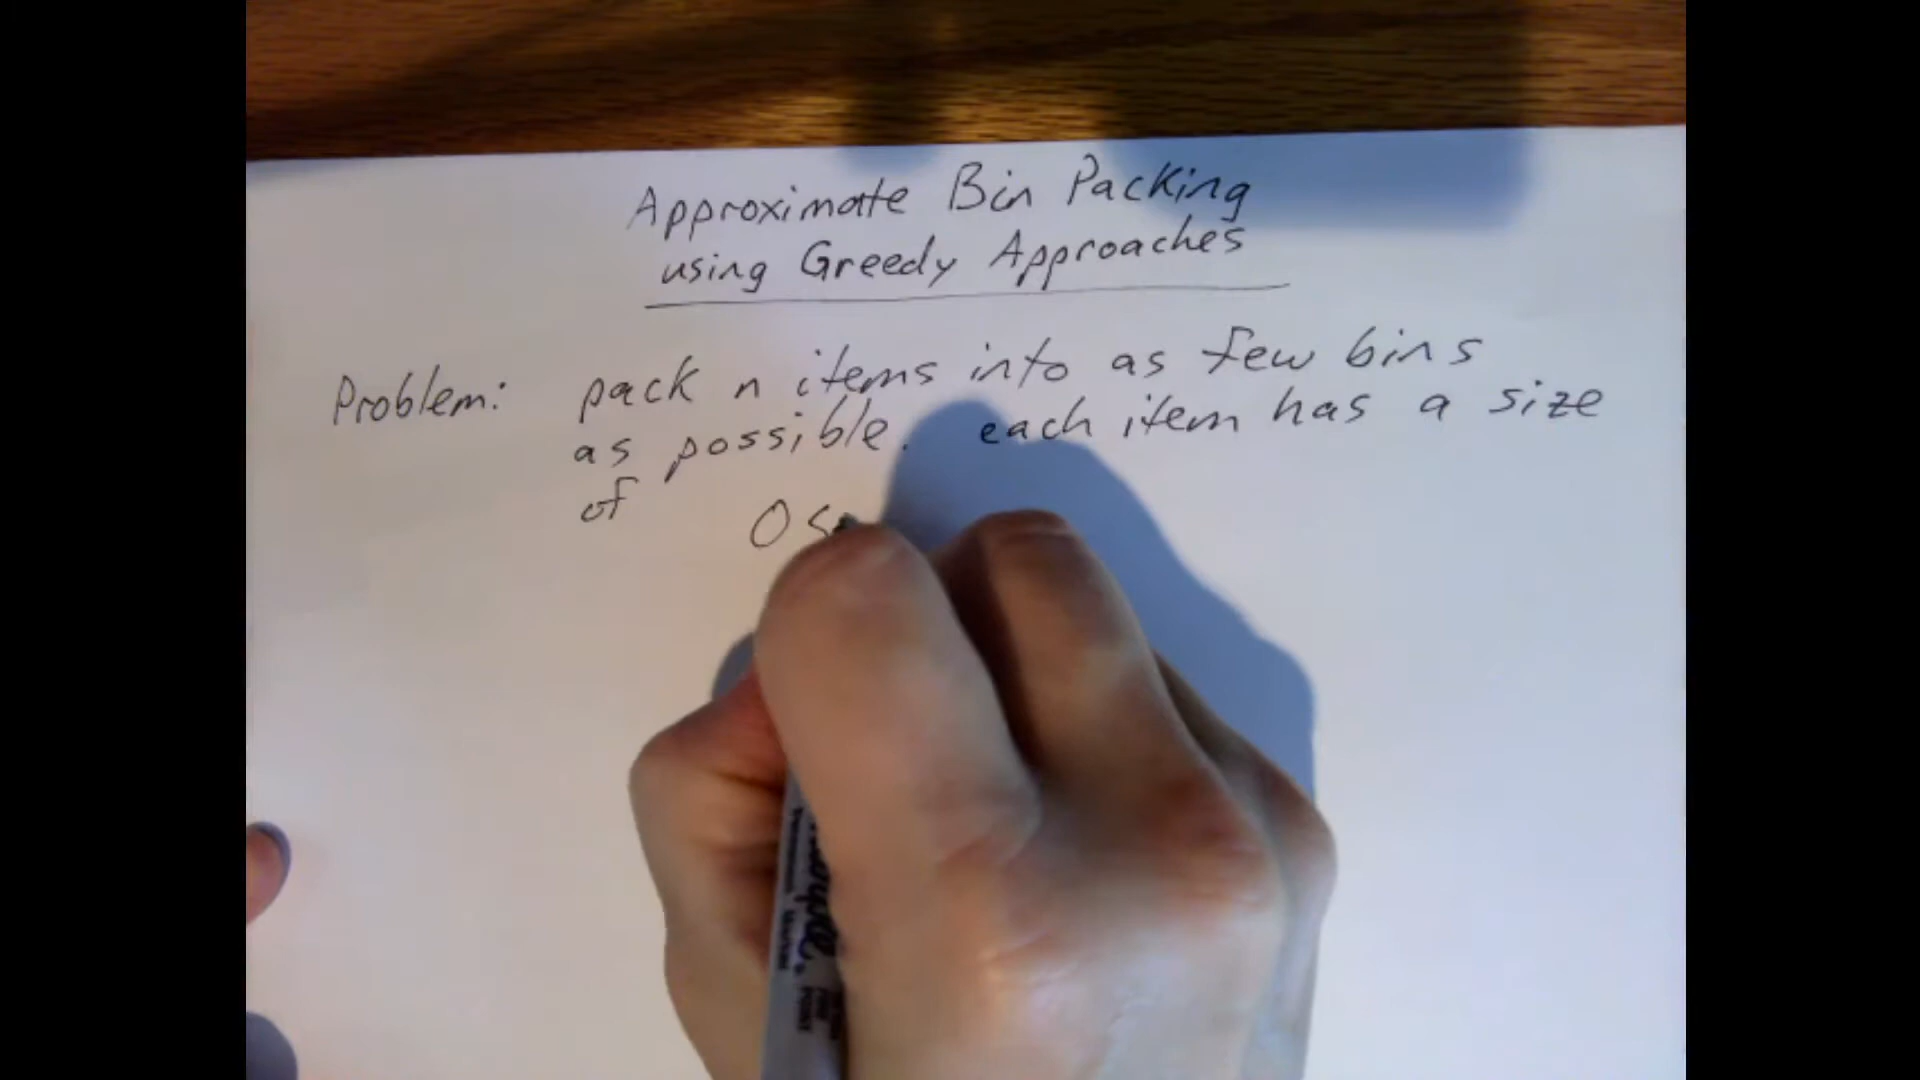 Approximate Bin Packing
using Greedy Approaches
Problem: pack n items into as few bins
as possible. each item has a size
of
0 <